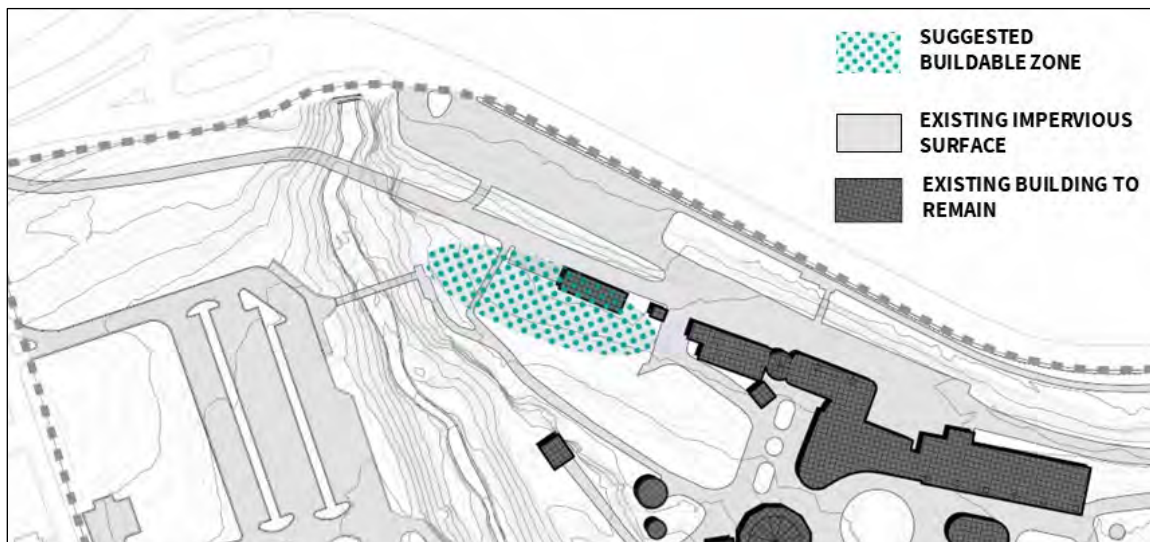 SUGGESTED
BUILDABLE ZONE
EXISTING IMPERVIOUS
SURFACE
EXISTING BUILDING TO
REMAIN